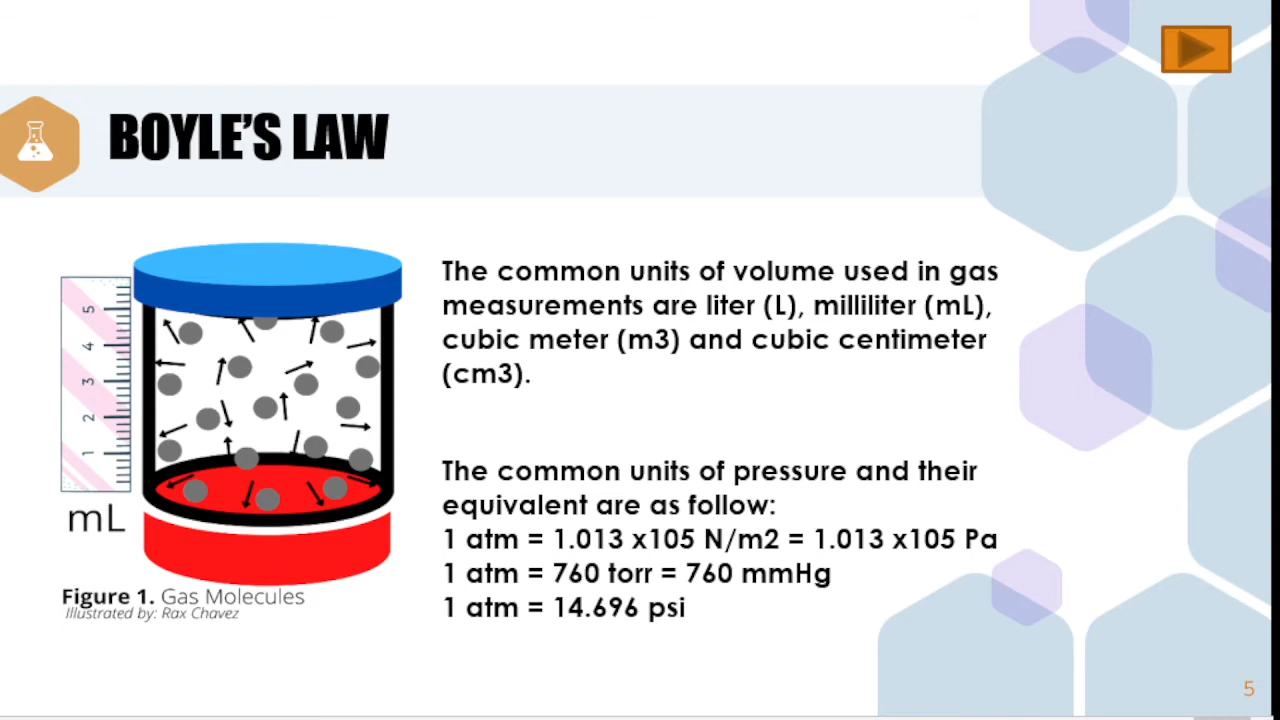 BOYLE'S LAW
The common units of volume used in gas
measurements are liter (L), milliliter (mL),
cubic meter (m3) and cubic centimeter
(cm3).
The common units of pressure and their
equivalent are as follow:
1 atm = 1.013 x105 N/m2 = 1.013 x105 Pa
1 atm = 760 torr = 760 mmHg
1 atm = 14.696 psi
5
4
3
2
1
mL
Figure 1. Gas Molecules
Illustrated by: Rax Chavez
5